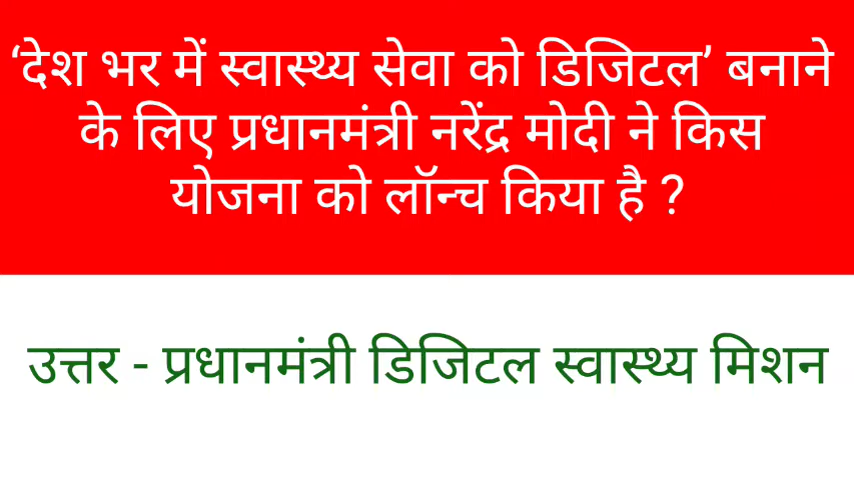 ‘देश भर में स्वास्थ्य सेवा को डिजिटल’ बनाने
के लिए प्रधानमंत्री नरेंद्र मोदी ने किस
योजना को लॉन्च किया है ?
उत्तर - प्रधानमंत्री डिजिटल स्वास्थ्य मिशन